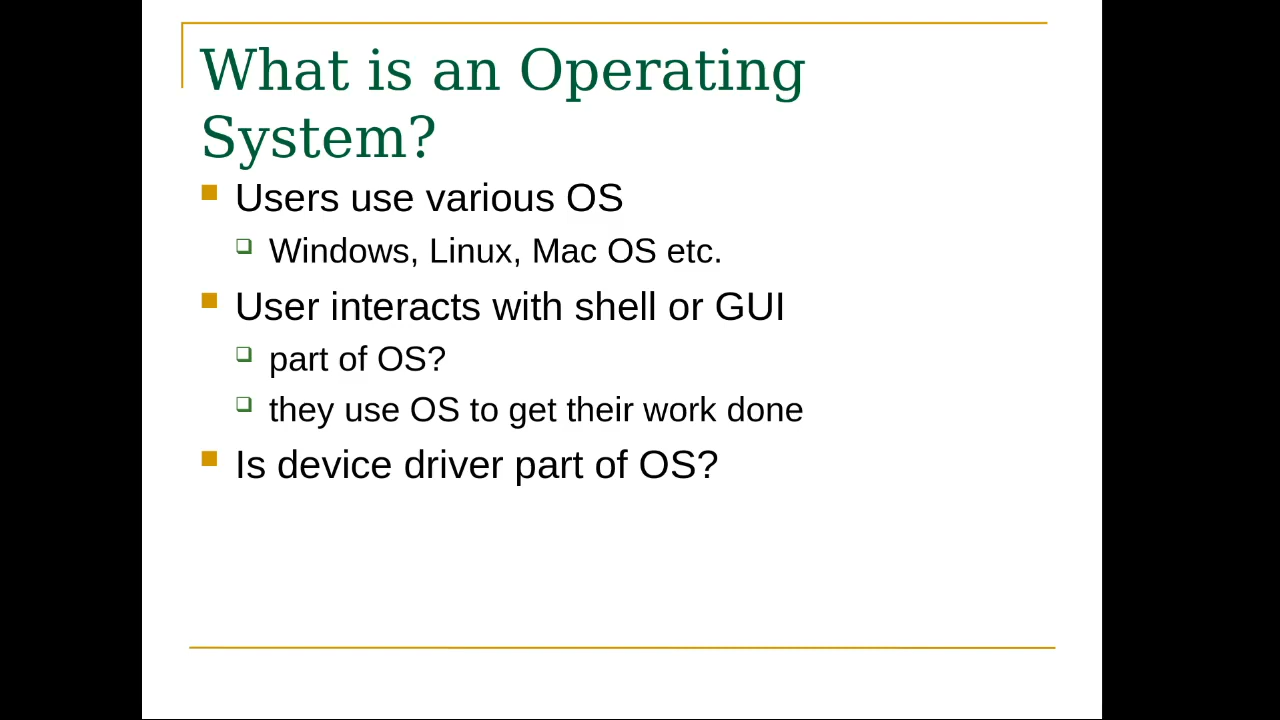 What is an Operating
System?
Users use various OS
Windows, Linux, Mac OS etc.
User interacts with shell or GUI
part of OS?
they use OS to get their work done
Is device driver part of OS?